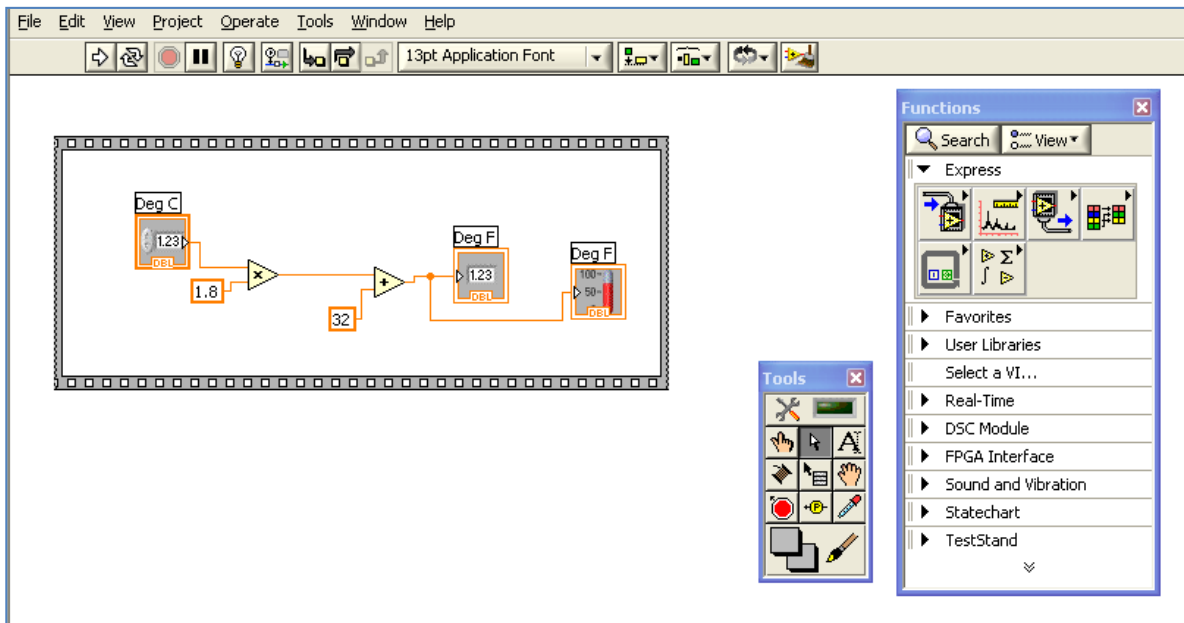 File Edit View Project Operate Tools Window Help
13pt Application Font
Deg C
1.23
DBL
1.8
×
+
32
Deg F
1.23
DBL
Deg F
100
50
DBL
Tools
A
P
Functions
Search View
Express
Σ
∫
Favorites
User Libraries
Select a VI...
Real-Time
DSC Module
FPGA Interface
Sound and Vibration
Statechart
TestStand